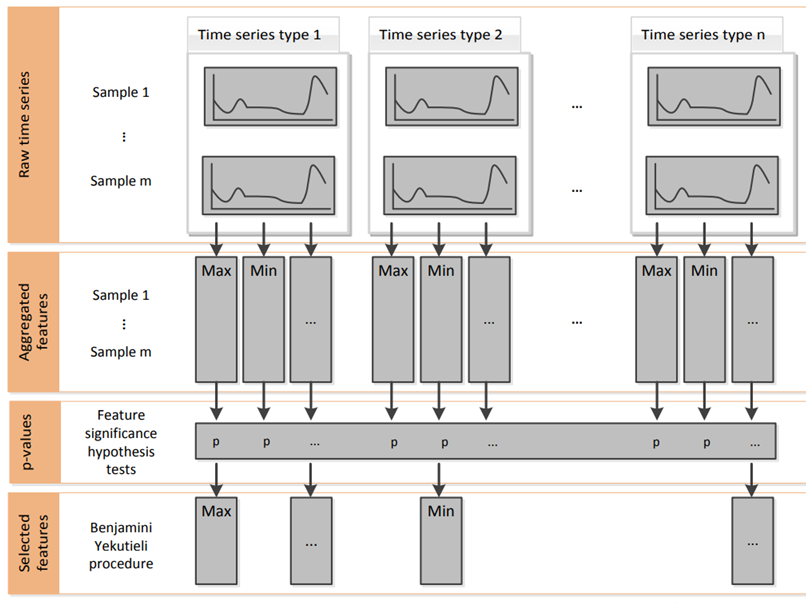 Raw time series
Time series type 1
Time series type 2
Time series type n
Sample 1
...
⋮
Sample m
...
Aggregated
features
Max
Min
Max
Min
Max
Min
Sample 1
⋮
...
...
...
...
Sample m
p-values
Feature
significance
hypothesis
tests
p
p
...
p
p
...
p
p
...
Selected
features
Max
Min
Benjamini
Yekutieli
procedure
...
...